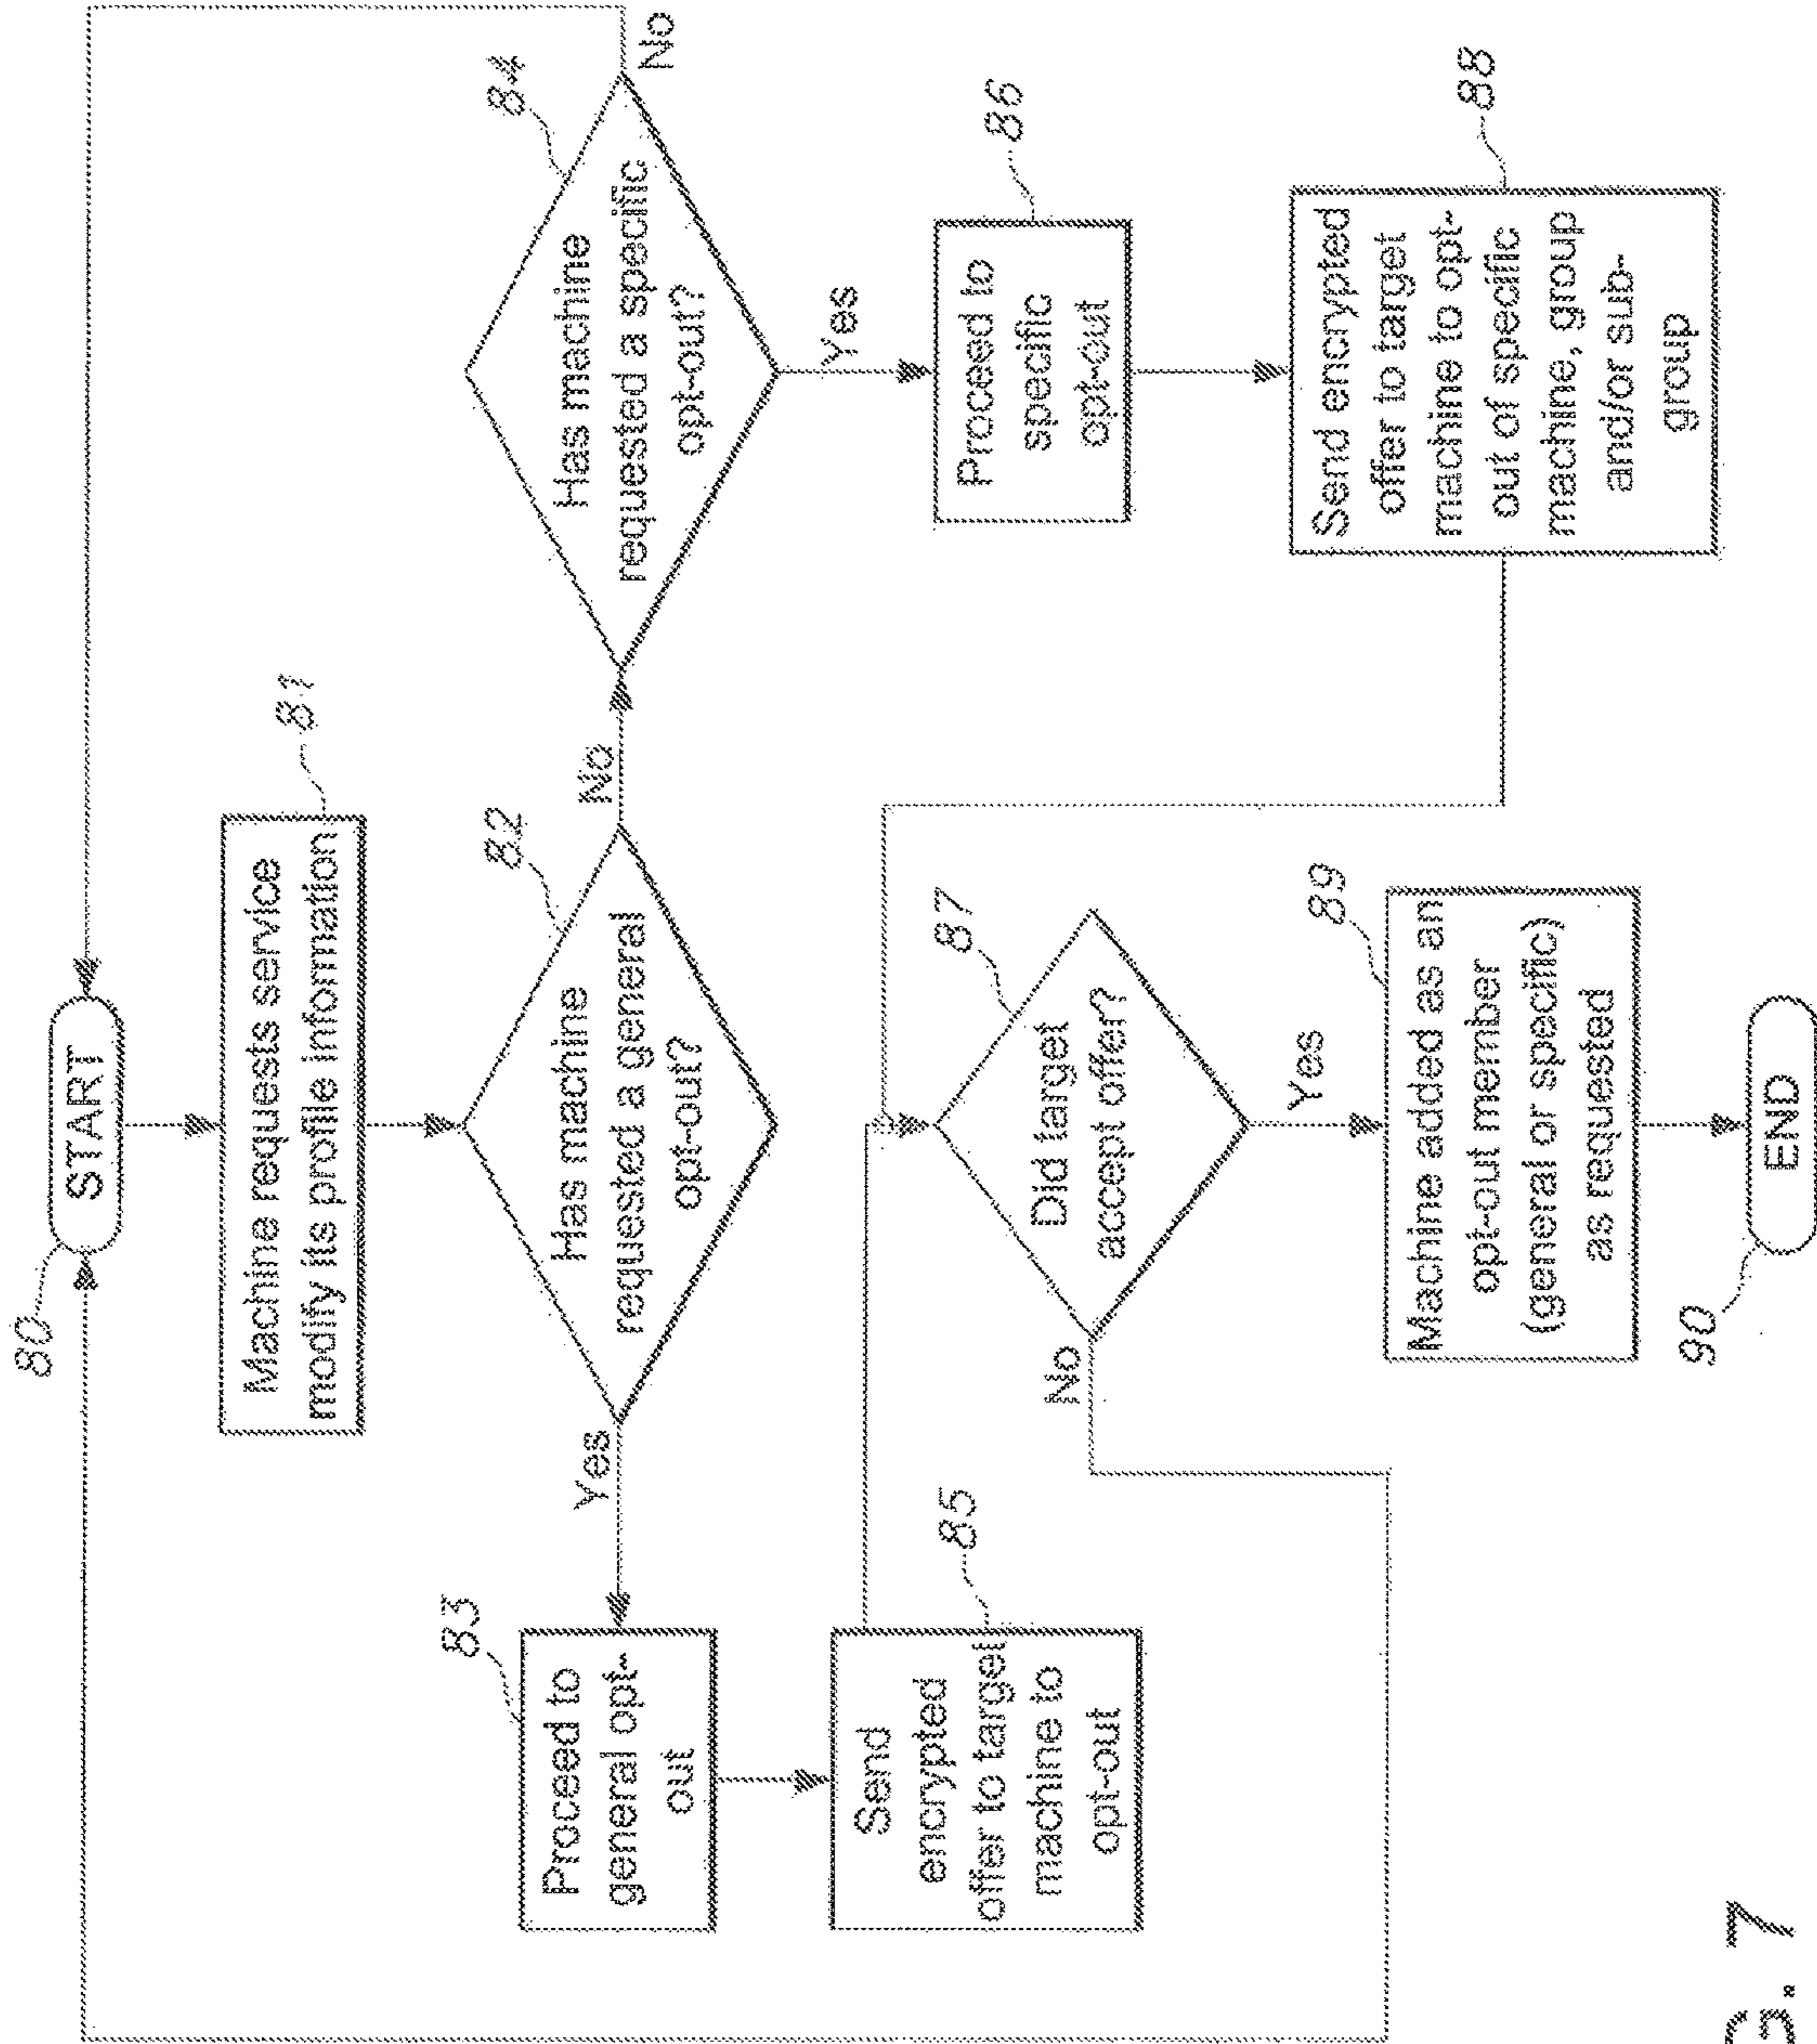 80
START
Machine requests service
modify its profile information
81
82
Has machine
requested a general
opt-out?
Yes
No
84
Has machine
requested a specific
opt-out?
No
Yes
83
Proceed to
general opt-
out
86
Proceed to
specific
opt-out
85
Send
encrypted
offer to target
machine to
opt-out
87
Did target
accept offer?
No
Yes
88
Send encrypted
offer to target
machine to opt-
out of specific
machine, group
and/or sub-
group
89
Machine added as an
opt-out member
(general or specific)
as requested
90
END
G. 7